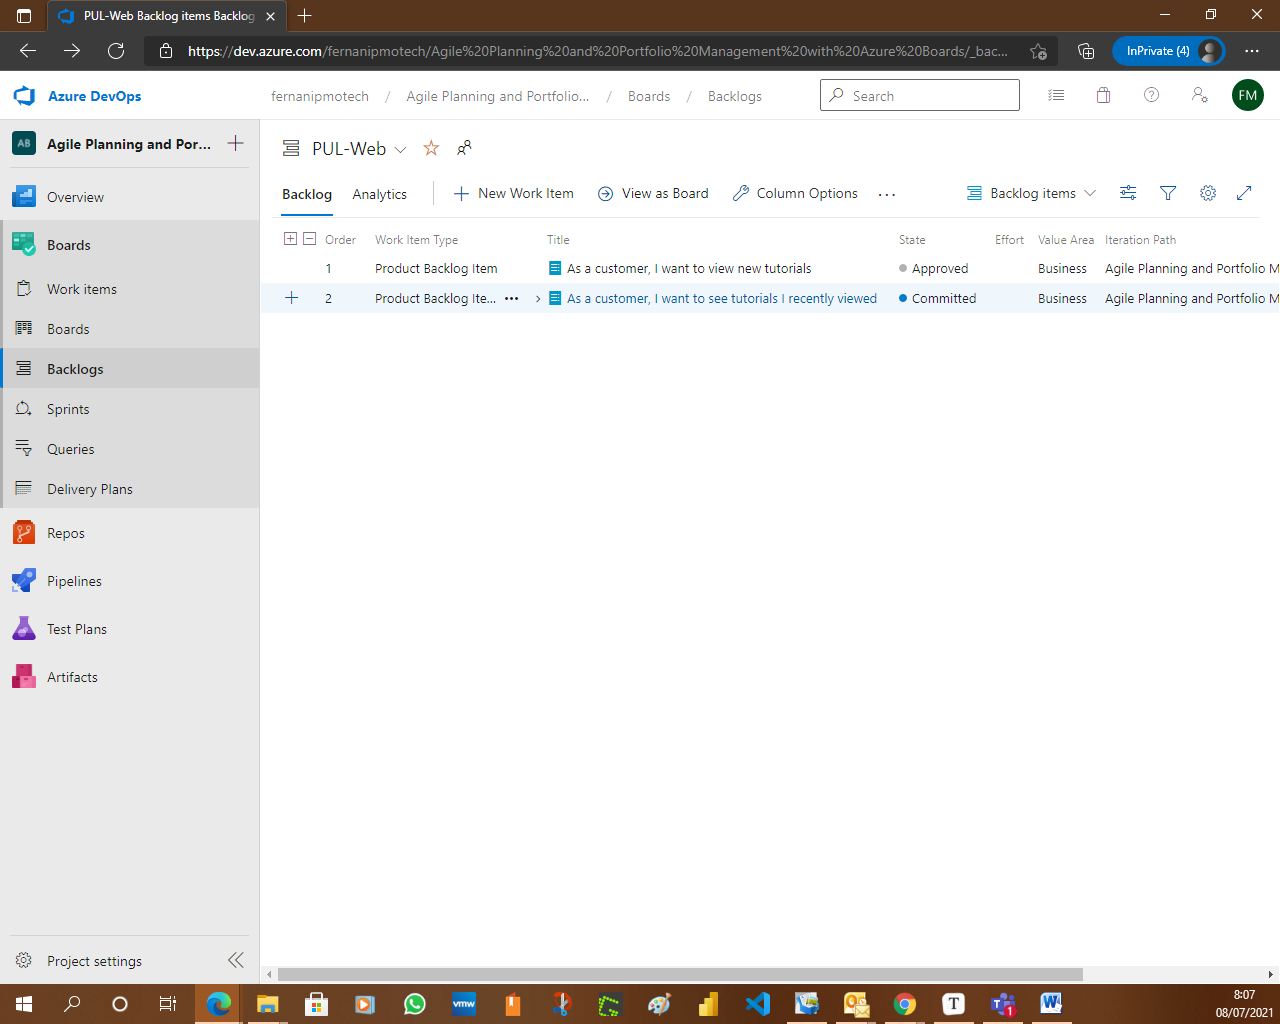 PUL-Web Backlog items Backlog
https://dev.azure.com/fernanipmotech/Agile%20Planning%20and%20Portfolio%20Management%20with%20Azure%20Boards/_bac...
InPrivate (4)
Azure DevOps
fernanipmotech / Agile Planning and Portfolio... / Boards / Backlogs
Search
FM
AB
Agile Planning and Por...
Overview
Boards
Work items
Boards
Backlogs
Sprints
Queries
Delivery Plans
Repos
Pipelines
Test Plans
Artifacts
Project settings
PUL-Web
Backlog
Analytics
New Work Item
View as Board
Column Options
Backlog items
Order Work Item Type Title State Effort Value Area Iteration Path
1 Product Backlog Item As a customer, I want to view new tutorials Approved Business Agile Planning and Portfolio M
2 Product Backlog Ite... As a customer, I want to see tutorials I recently viewed Committed Business Agile Planning and Portfolio M
vmw
T
1
W
8:07
08/07/2021